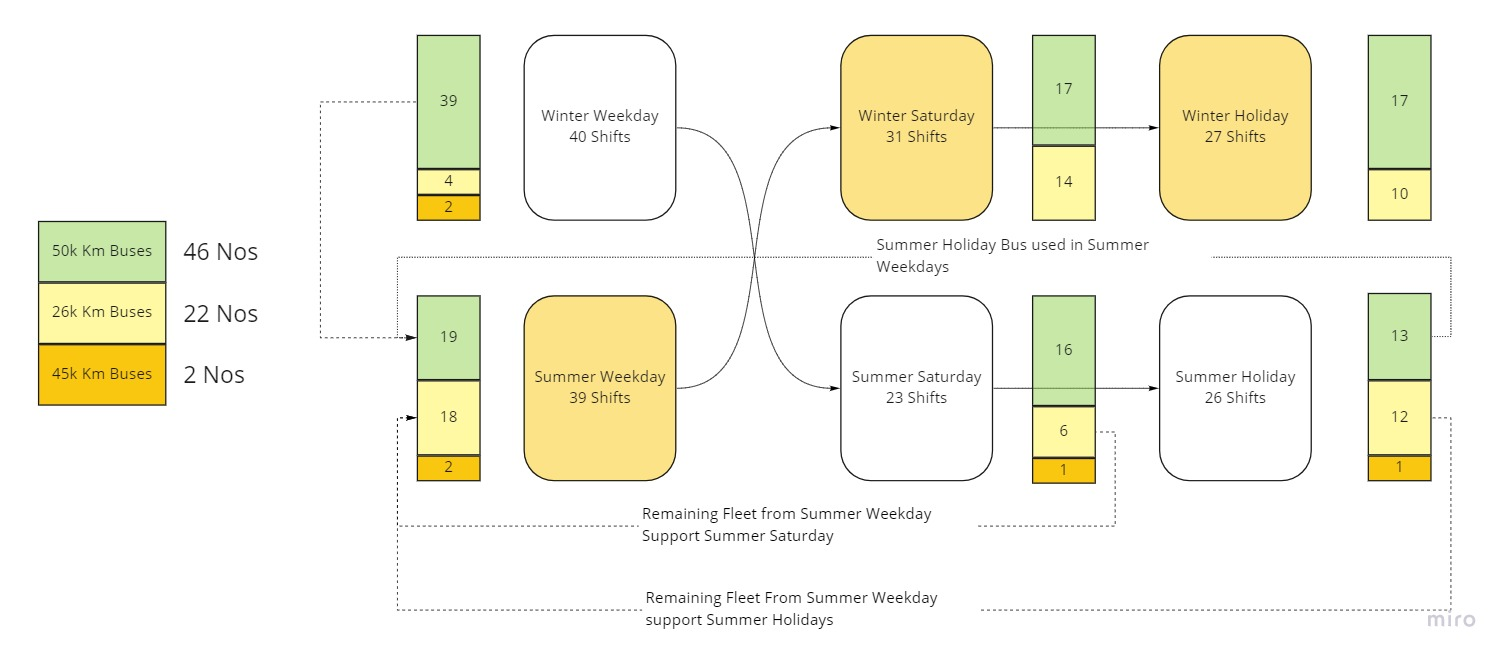 50k Km Buses
46 Nos
26k Km Buses
22 Nos
45k Km Buses
2 Nos
39
4
2
Winter Weekday
40 Shifts
Winter Saturday
31 Shifts
17
14
Winter Holiday
27 Shifts
17
10
Summer Holiday Bus used in Summer
Weekdays
19
18
2
Summer Weekday
39 Shifts
Summer Saturday
23 Shifts
16
6
1
Summer Holiday
26 Shifts
13
12
1
Remaining Fleet from Summer Weekday
Support Summer Saturday
Remaining Fleet From Summer Weekday
support Summer Holidays
miro